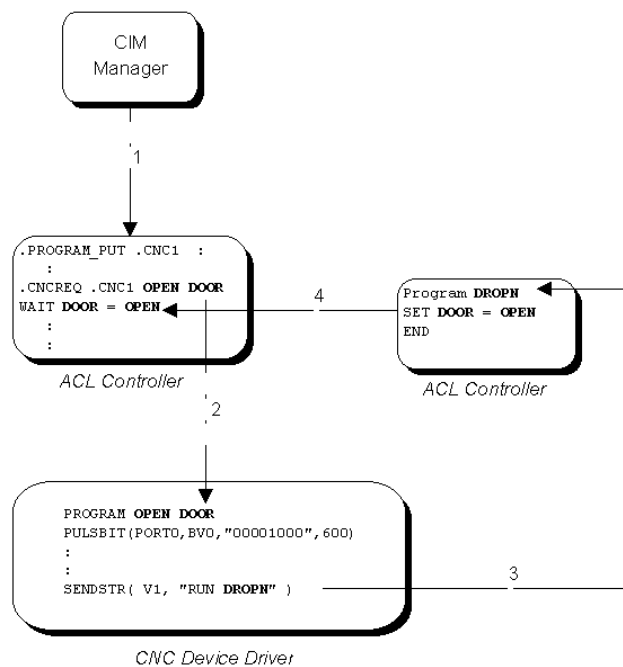 CIM
Manager
1
.PROGRAM_PUT .CNC1 :
:
.CNCREQ .CNC1 OPEN DOOR
WAIT DOOR = OPEN
:
:
ACL Controller
4
Program DROPN
SET DOOR = OPEN
END
ACL Controller
2
PROGRAM OPEN DOOR
PULSBIT(PORT0,BV0,"00001000",600)
:
:
SENDSTR( V1, "RUN DROPN" )
3
CNC Device Driver